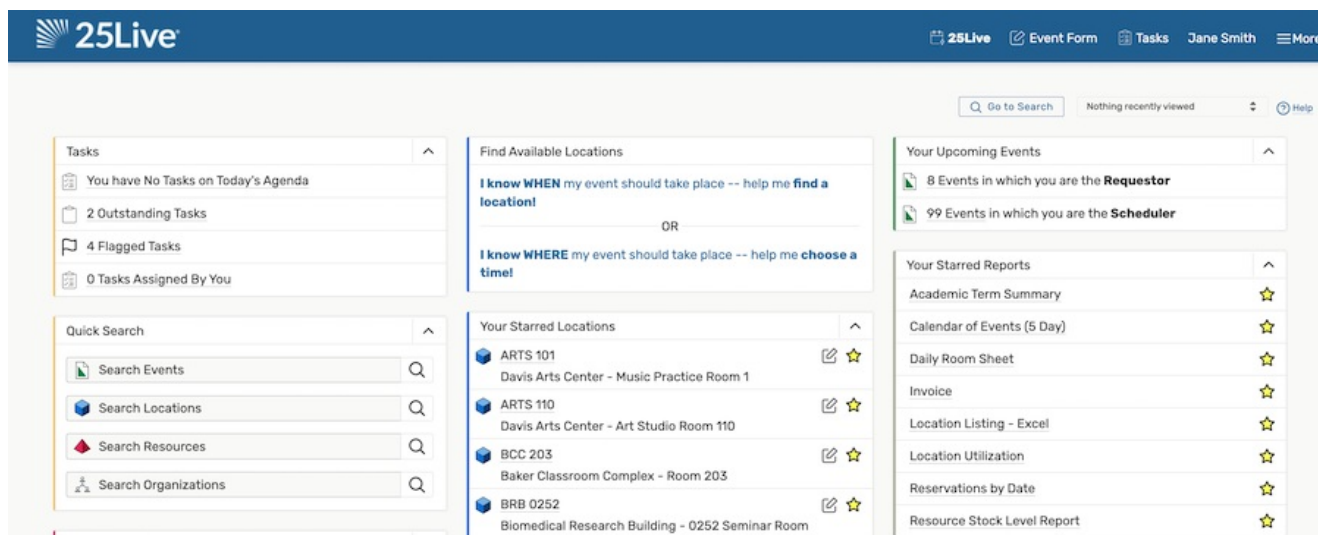 25Live
25Live
Event Form
Tasks
Jane Smith
More
Go to Search
Nothing recently viewed
Help
Tasks
You have No Tasks on Today's Agenda
2 Outstanding Tasks
4 Flagged Tasks
0 Tasks Assigned By You
Quick Search
Search Events
Search Locations
Search Resources
Search Organizations
Find Available Locations
I know WHEN my event should take place -- help me find a
location!
OR
I know WHERE my event should take place -- help me choose a
time!
Your Starred Locations
ARTS 101
Davis Arts Center - Music Practice Room 1
ARTS 110
Davis Arts Center - Art Studio Room 110
BCC 203
Baker Classroom Complex - Room 203
BRB 0252
Biomedical Research Building - 0252 Seminar Room
Your Upcoming Events
8 Events in which you are the Requestor
99 Events in which you are the Scheduler
Your Starred Reports
Academic Term Summary
Calendar of Events (5 Day)
Daily Room Sheet
Invoice
Location Listing - Excel
Location Utilization
Reservations by Date
Resource Stock Level Report